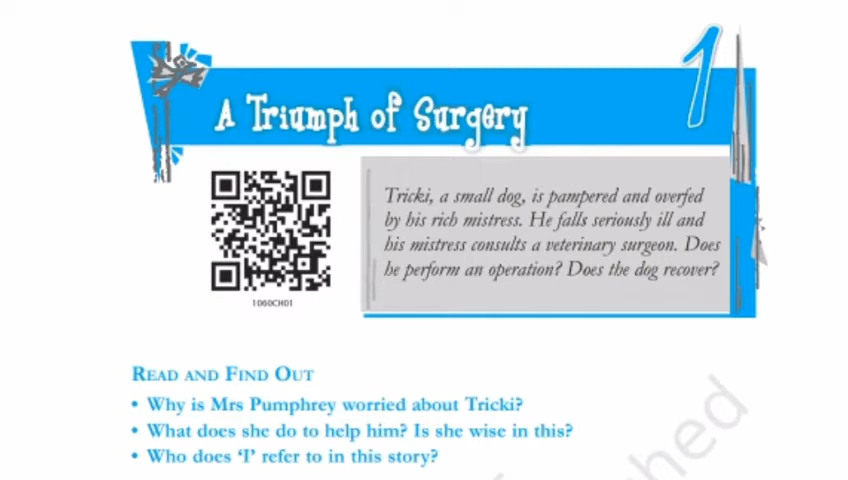 1
A Triumph of Surgery
Tricki, a small dog, is pampered and overfed
by his rich mistress. He falls seriously ill and
his mistress consults a veterinary surgeon. Does
he perform an operation? Does the dog recover?
1060CH01
READ AND FIND OUT
• Why is Mrs Pumphrey worried about Tricki?
• What does she do to help him? Is she wise in this?
• Who does ‘I’ refer to in this story?